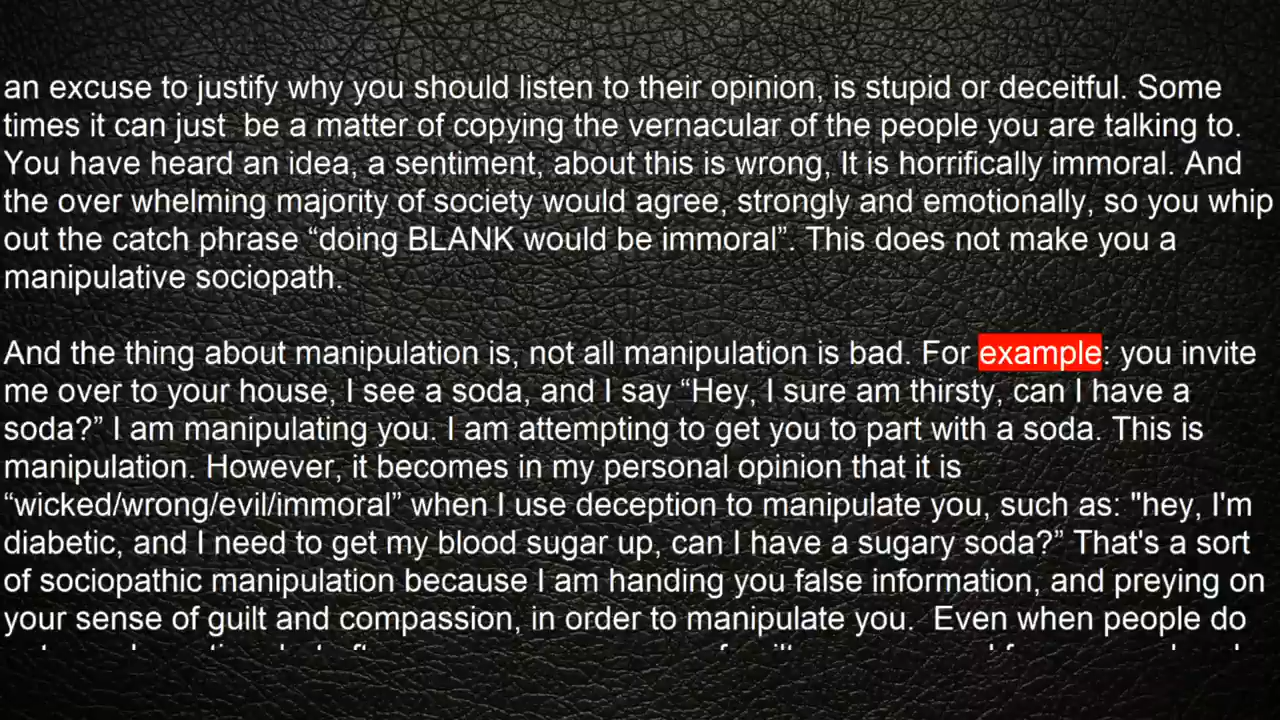 an excuse to justify why you should listen to their opinion, is stupid or deceitful. Some
times it can just  be a matter of copying the vernacular of the people you are talking to.
You have heard an idea, a sentiment, about this is wrong, It is horrifically immoral. And
the over whelming majority of society would agree, strongly and emotionally, so you whip
out the catch phrase “doing BLANK would be immoral”. This does not make you a
manipulative sociopath.
And the thing about manipulation is, not all manipulation is bad. For example: you invite
me over to your house, I see a soda, and I say “Hey, I sure am thirsty, can I have a
soda?” I am manipulating you. I am attempting to get you to part with a soda. This is
manipulation. However, it becomes in my personal opinion that it is
“wicked/wrong/evil/immoral” when I use deception to manipulate you, such as: "hey, I'm
diabetic, and I need to get my blood sugar up, can I have a sugary soda?” That's a sort
of sociopathic manipulation because I am handing you false information, and preying on
your sense of guilt and compassion, in order to manipulate you.  Even when people do